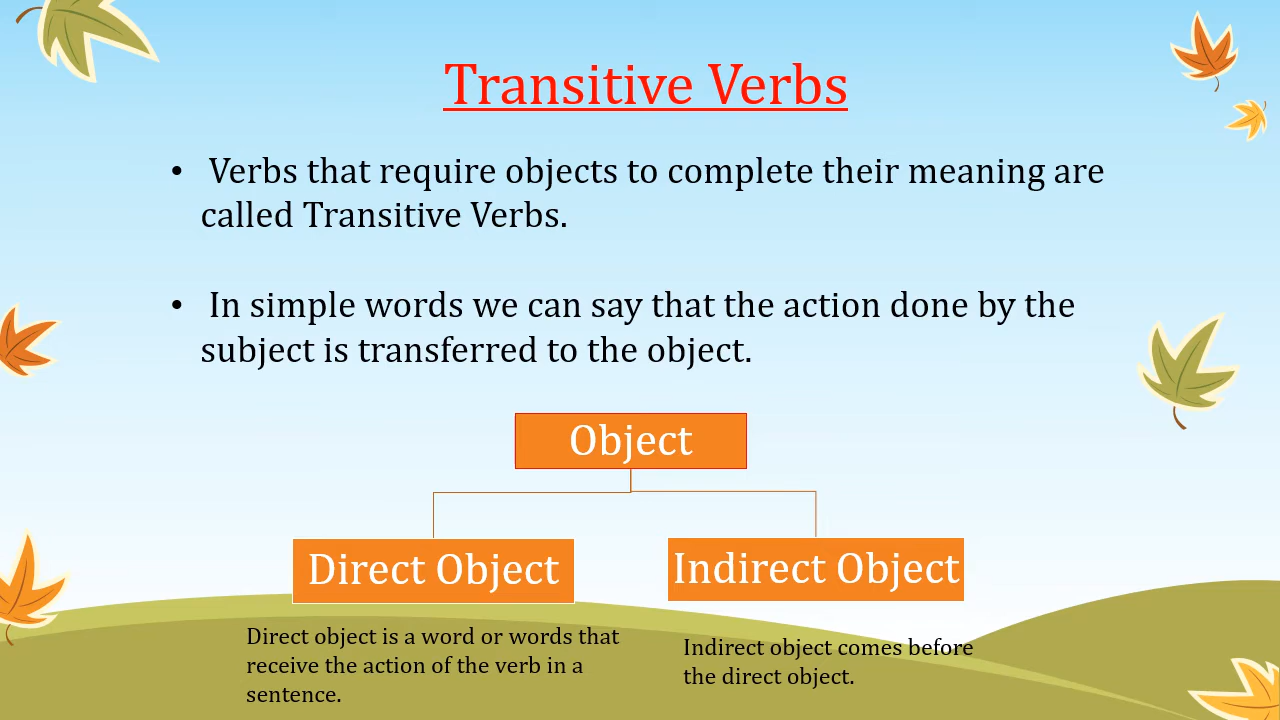 Transitive Verbs
• Verbs that require objects to complete their meaning are
called Transitive Verbs.
• In simple words we can say that the action done by the
subject is transferred to the object.
Object
Direct Object
Indirect Object
Direct object is a word or words that
receive the action of the verb in a
sentence.
Indirect object comes before
the direct object.